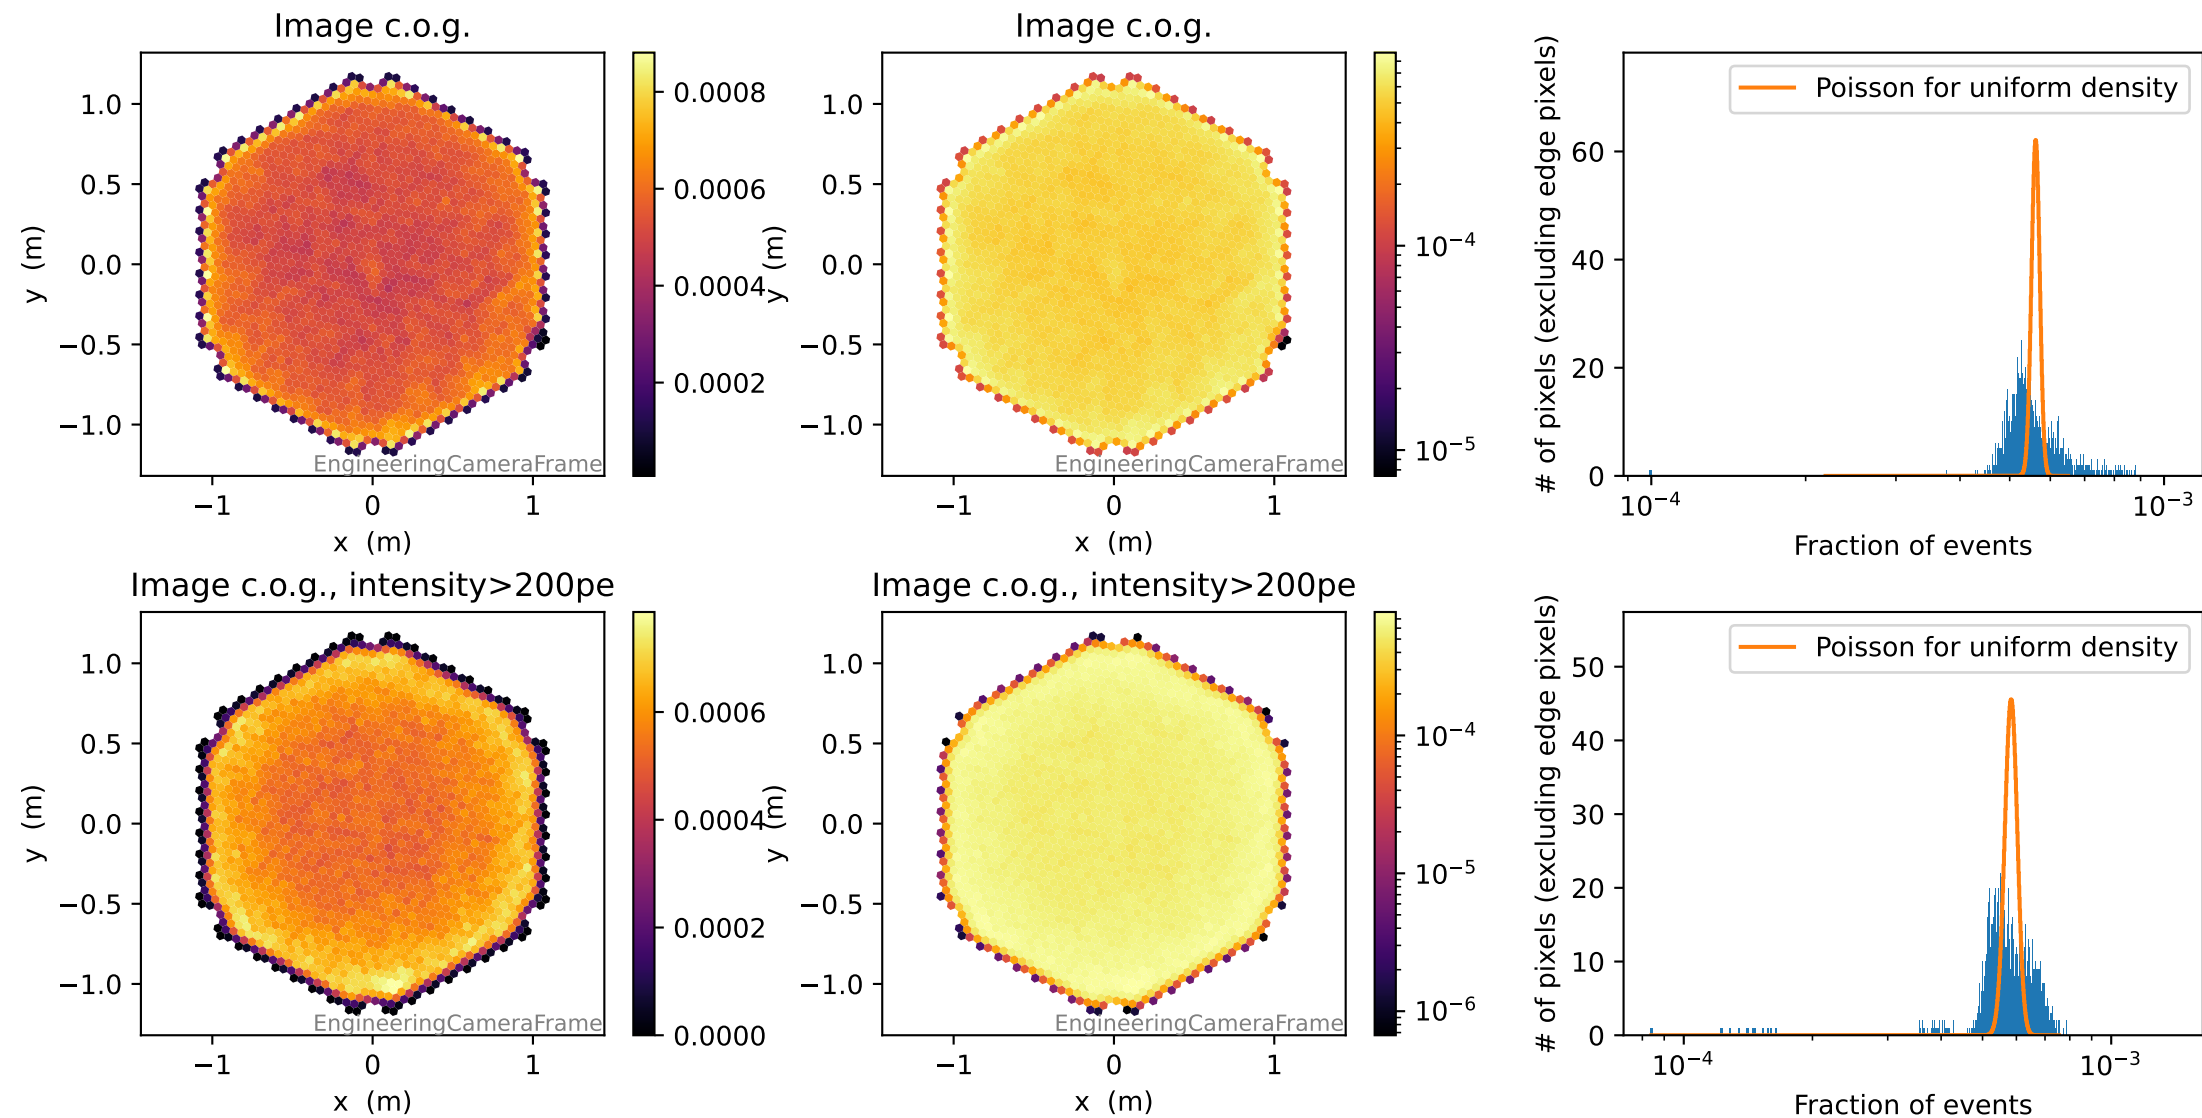 Image c.o.g.
1.0
0.5
0.0
−0.5
−1.0
y (m)
−1 0 1
x (m)
EngineeringCameraFrame
0.0008
0.0006
0.0004
0.0002
Image c.o.g.
1.0
0.5
0.0
−0.5
−1.0
y (m)
−1 0 1
x (m)
EngineeringCameraFrame
10⁻⁴
10⁻⁵
Poisson for uniform density
60
40
20
0
# of pixels (excluding edge pixels)
10⁻⁴ 10⁻³
Fraction of events
Image c.o.g., intensity>200pe
1.0
0.5
0.0
−0.5
−1.0
y (m)
−1 0 1
x (m)
EngineeringCameraFrame
0.0006
0.0004
0.0002
0.0000
Image c.o.g., intensity>200pe
1.0
0.5
0.0
−0.5
−1.0
y (m)
−1 0 1
x (m)
EngineeringCameraFrame
10⁻⁴
10⁻⁵
10⁻⁶
Poisson for uniform density
50
40
30
20
10
0
# of pixels (excluding edge pixels)
10⁻⁴ 10⁻³
Fraction of events